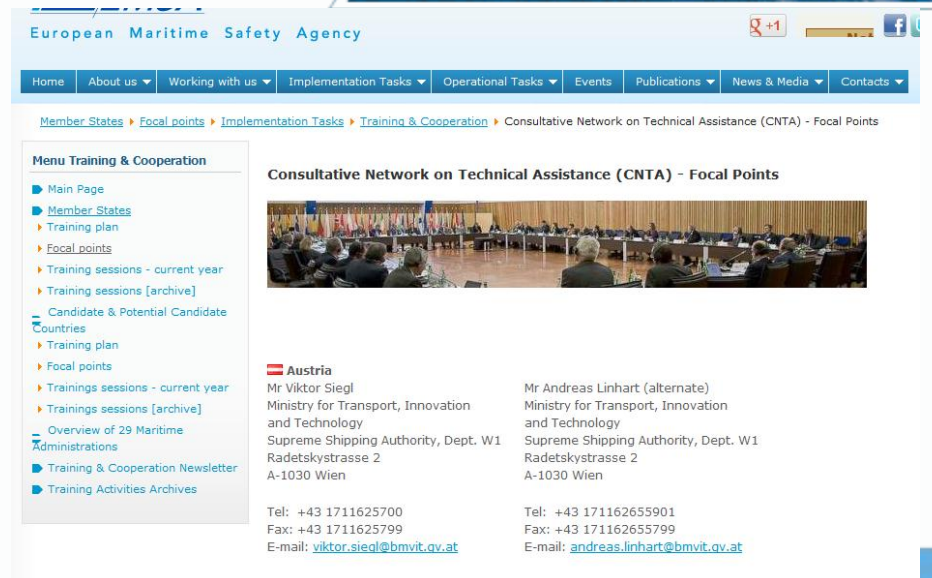 European Maritime Safety Agency
+1
Home About us Working with us Implementation Tasks Operational Tasks Events Publications News & Media Contacts
Member States Focal points Implementation Tasks Training & Cooperation Consultative Network on Technical Assistance (CNTA) - Focal Points
Menu Training & Cooperation
Main Page
Member States
Training plan
Focal points
Training sessions - current year
Training sessions [archive]
Candidate & Potential Candidate
Countries
Training plan
Focal points
Trainings sessions - current year
Trainings sessions [archive]
Overview of 29 Maritime
Administrations
Training & Cooperation Newsletter
Training Activities Archives
Consultative Network on Technical Assistance (CNTA) - Focal Points
Austria
Mr Viktor Siegl
Ministry for Transport, Innovation
and Technology
Supreme Shipping Authority, Dept. W1
Radetskystrasse 2
A-1030 Wien
Tel: +43 1711625700
Fax: +43 1711625799
E-mail: viktor.siegl@bmvit.gv.at
Mr Andreas Linhart (alternate)
Ministry for Transport, Innovation
and Technology
Supreme Shipping Authority, Dept. W1
Radetskystrasse 2
A-1030 Wien
Tel: +43 171162655901
Fax: +43 171162655799
E-mail: andreas.linhart@bmvit.gv.at